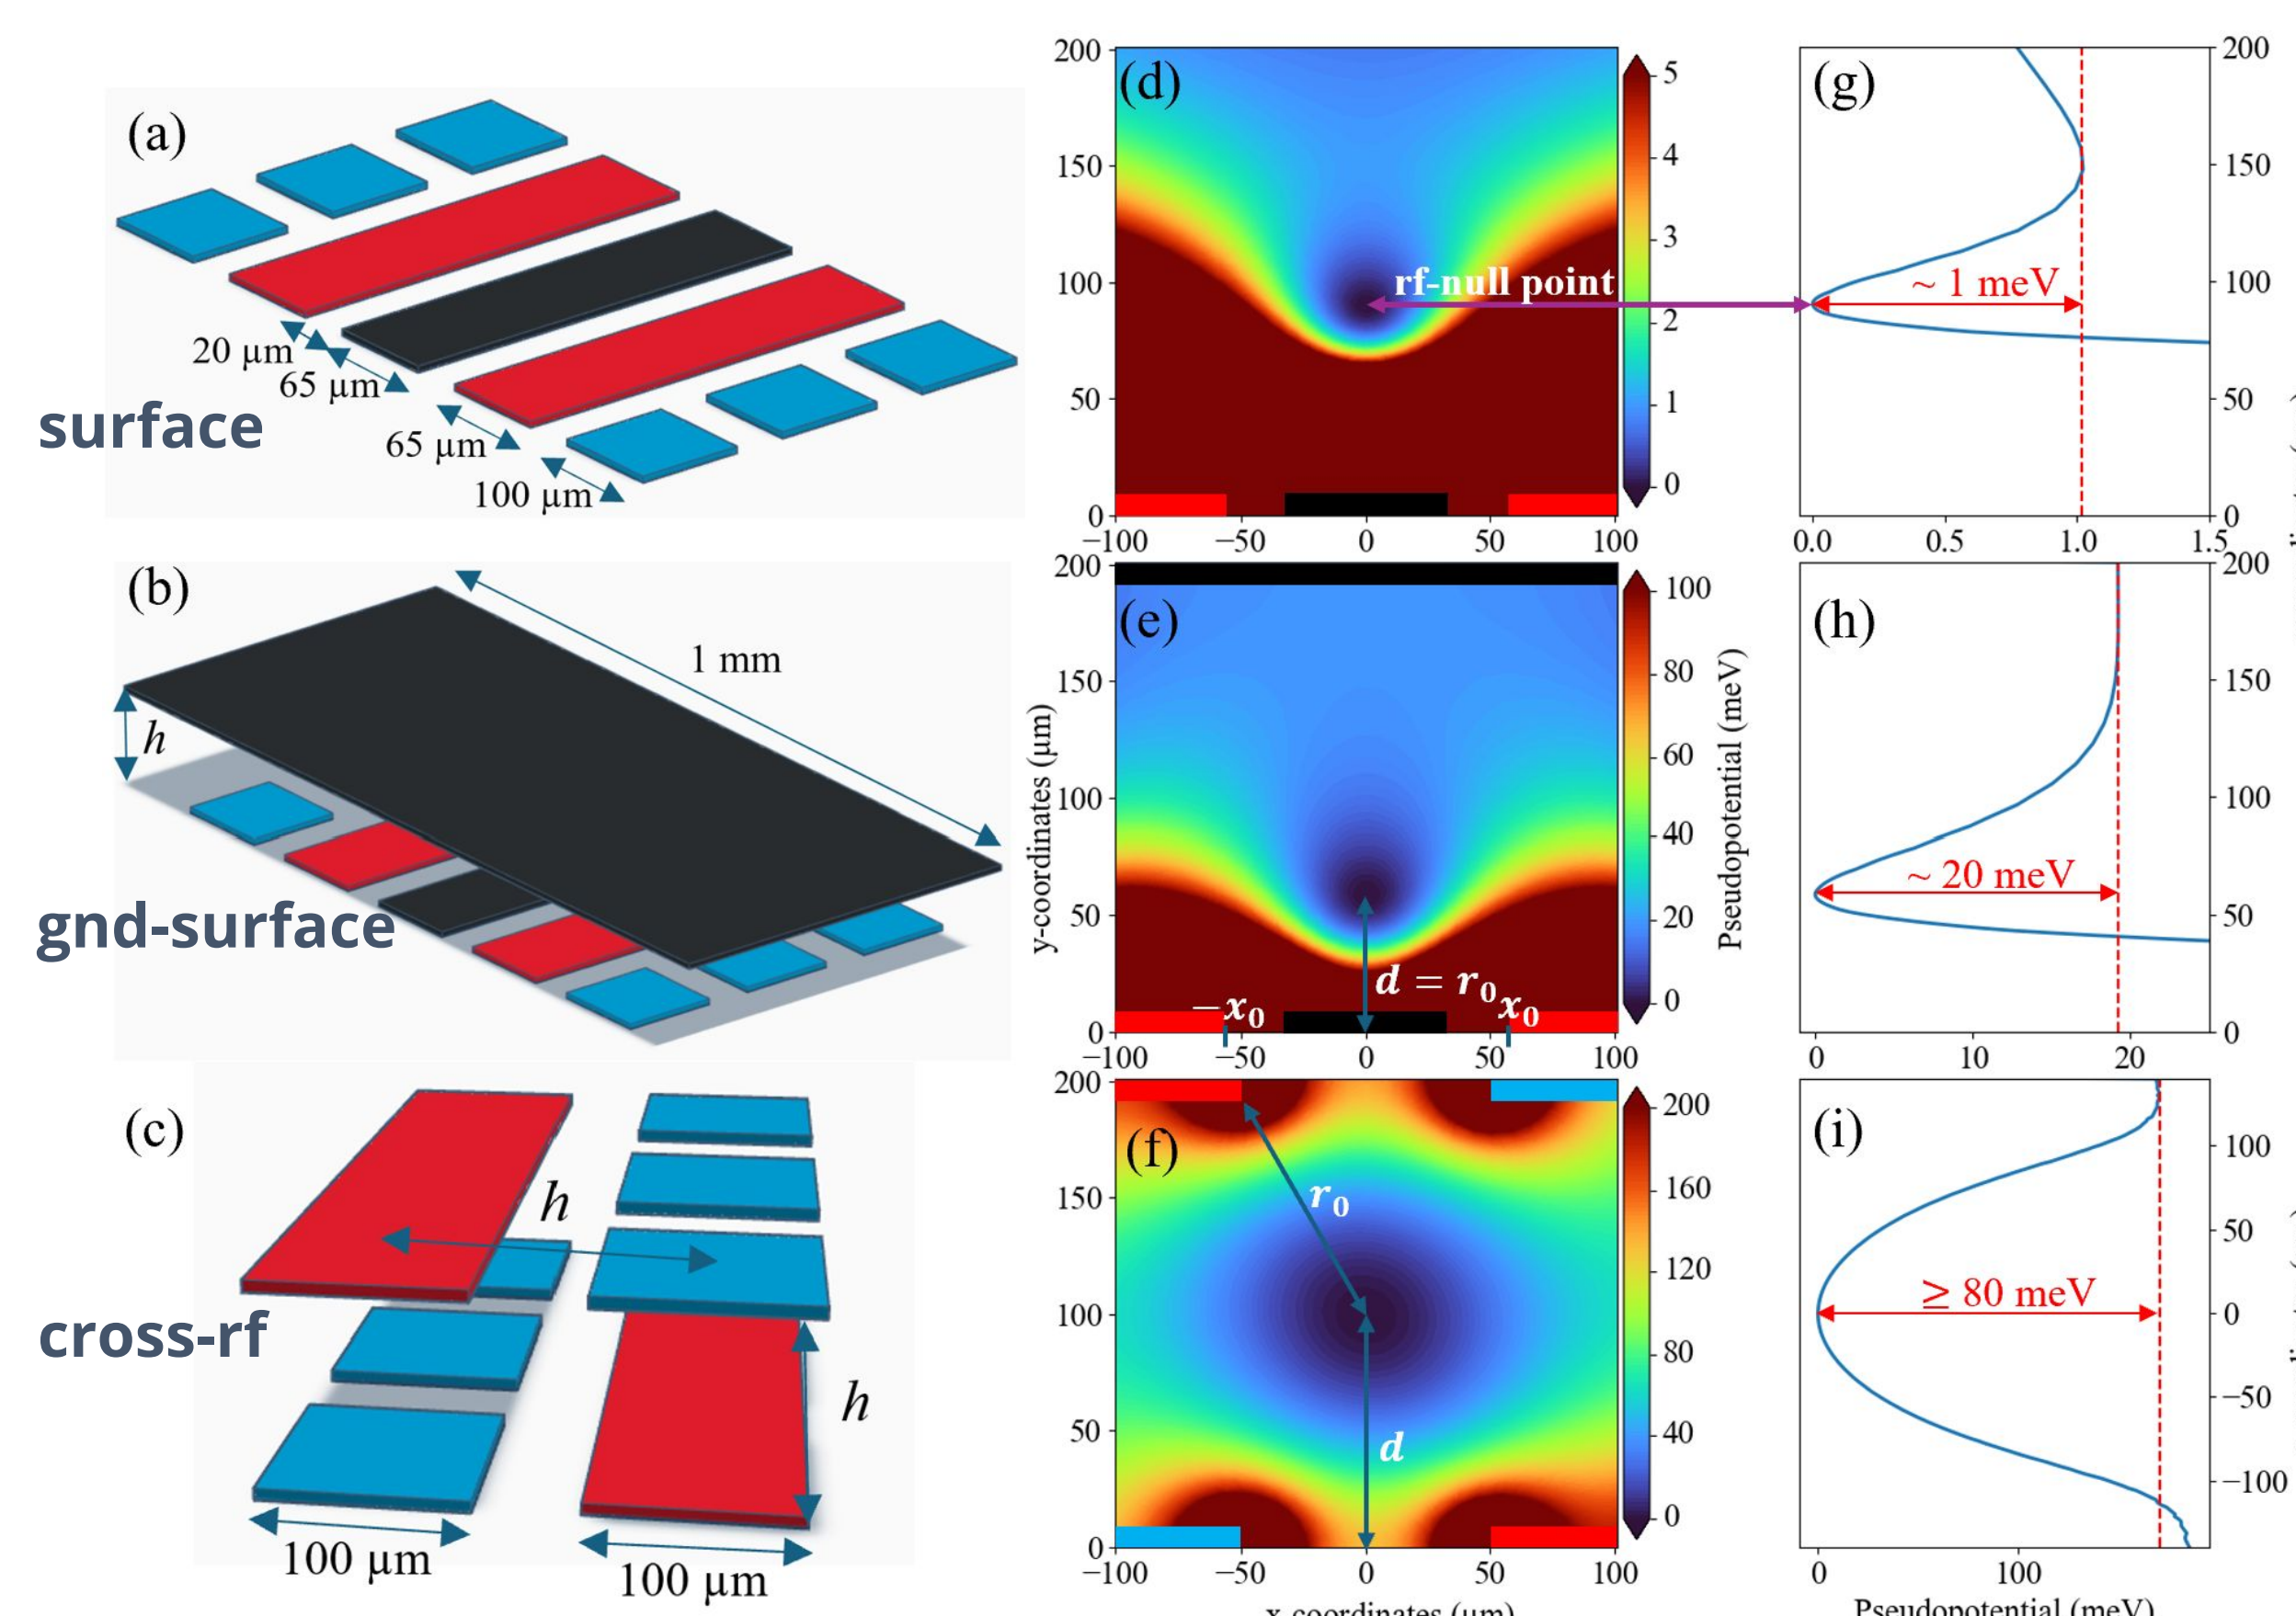 (a)
20 µm
65 µm
65 µm
100 µm
surface
(d)
200
150
100
50
0
−100
−50
0
50
100
rf-null point
5
4
3
2
1
0
(g)
~ 1 meV
200
150
100
50
0
0.0
0.5
1.0
1.5
(b)
1 mm
h
gnd-surface
(e)
y-coordinates (µm)
200
150
100
50
0
−100
−50
0
50
100
d = r₀
−x₀
x₀
100
80
60
40
20
0
Pseudopotential (meV)
(h)
~ 20 meV
200
150
100
50
0
0
10
20
(c)
h
h
cross-rf
100 µm
100 µm
(f)
200
150
100
50
0
−100
−50
0
50
100
r₀
d
x-coordinates (µm)
200
160
120
80
40
0
(i)
≥ 80 meV
100
50
0
−50
−100
0
100
Pseudopotential (meV)